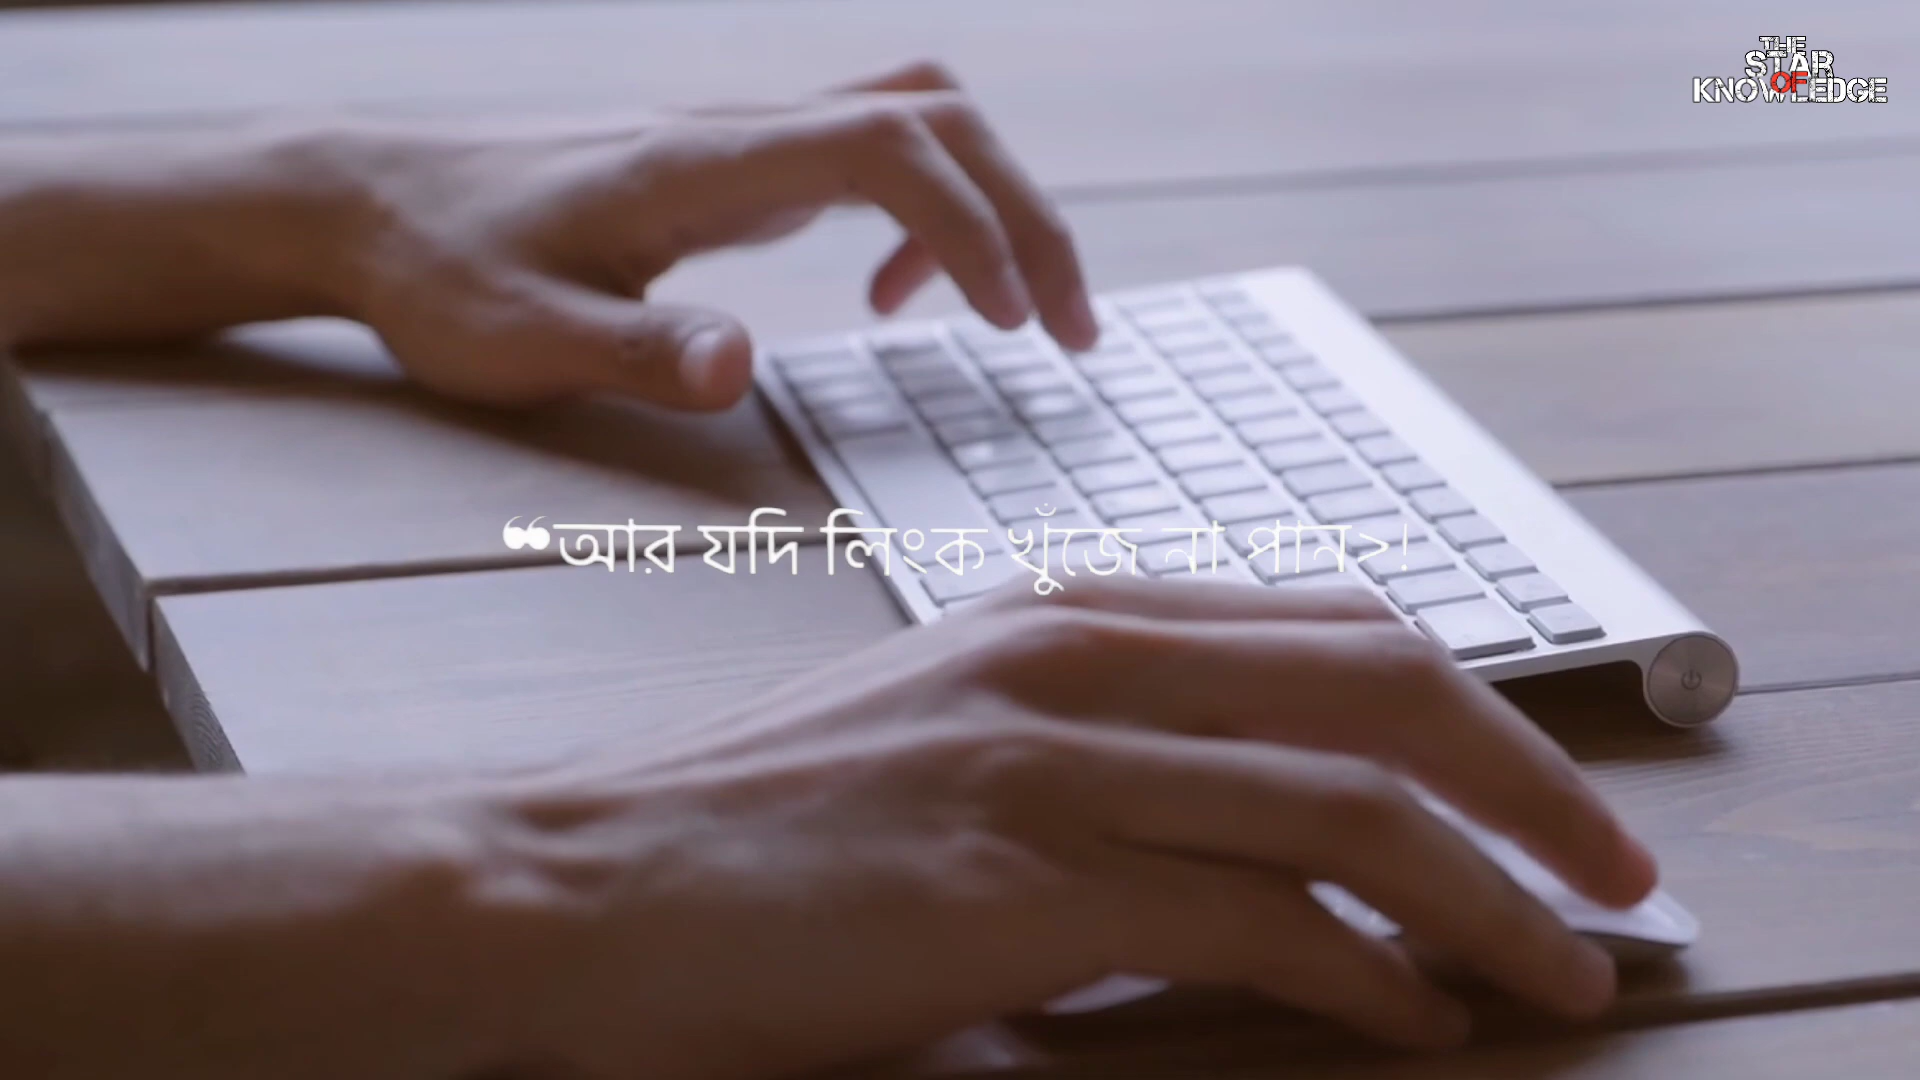 THE
STAR
OF
KNOWLEDGE
❝আর যদি লিংক খুঁজে না পান>!